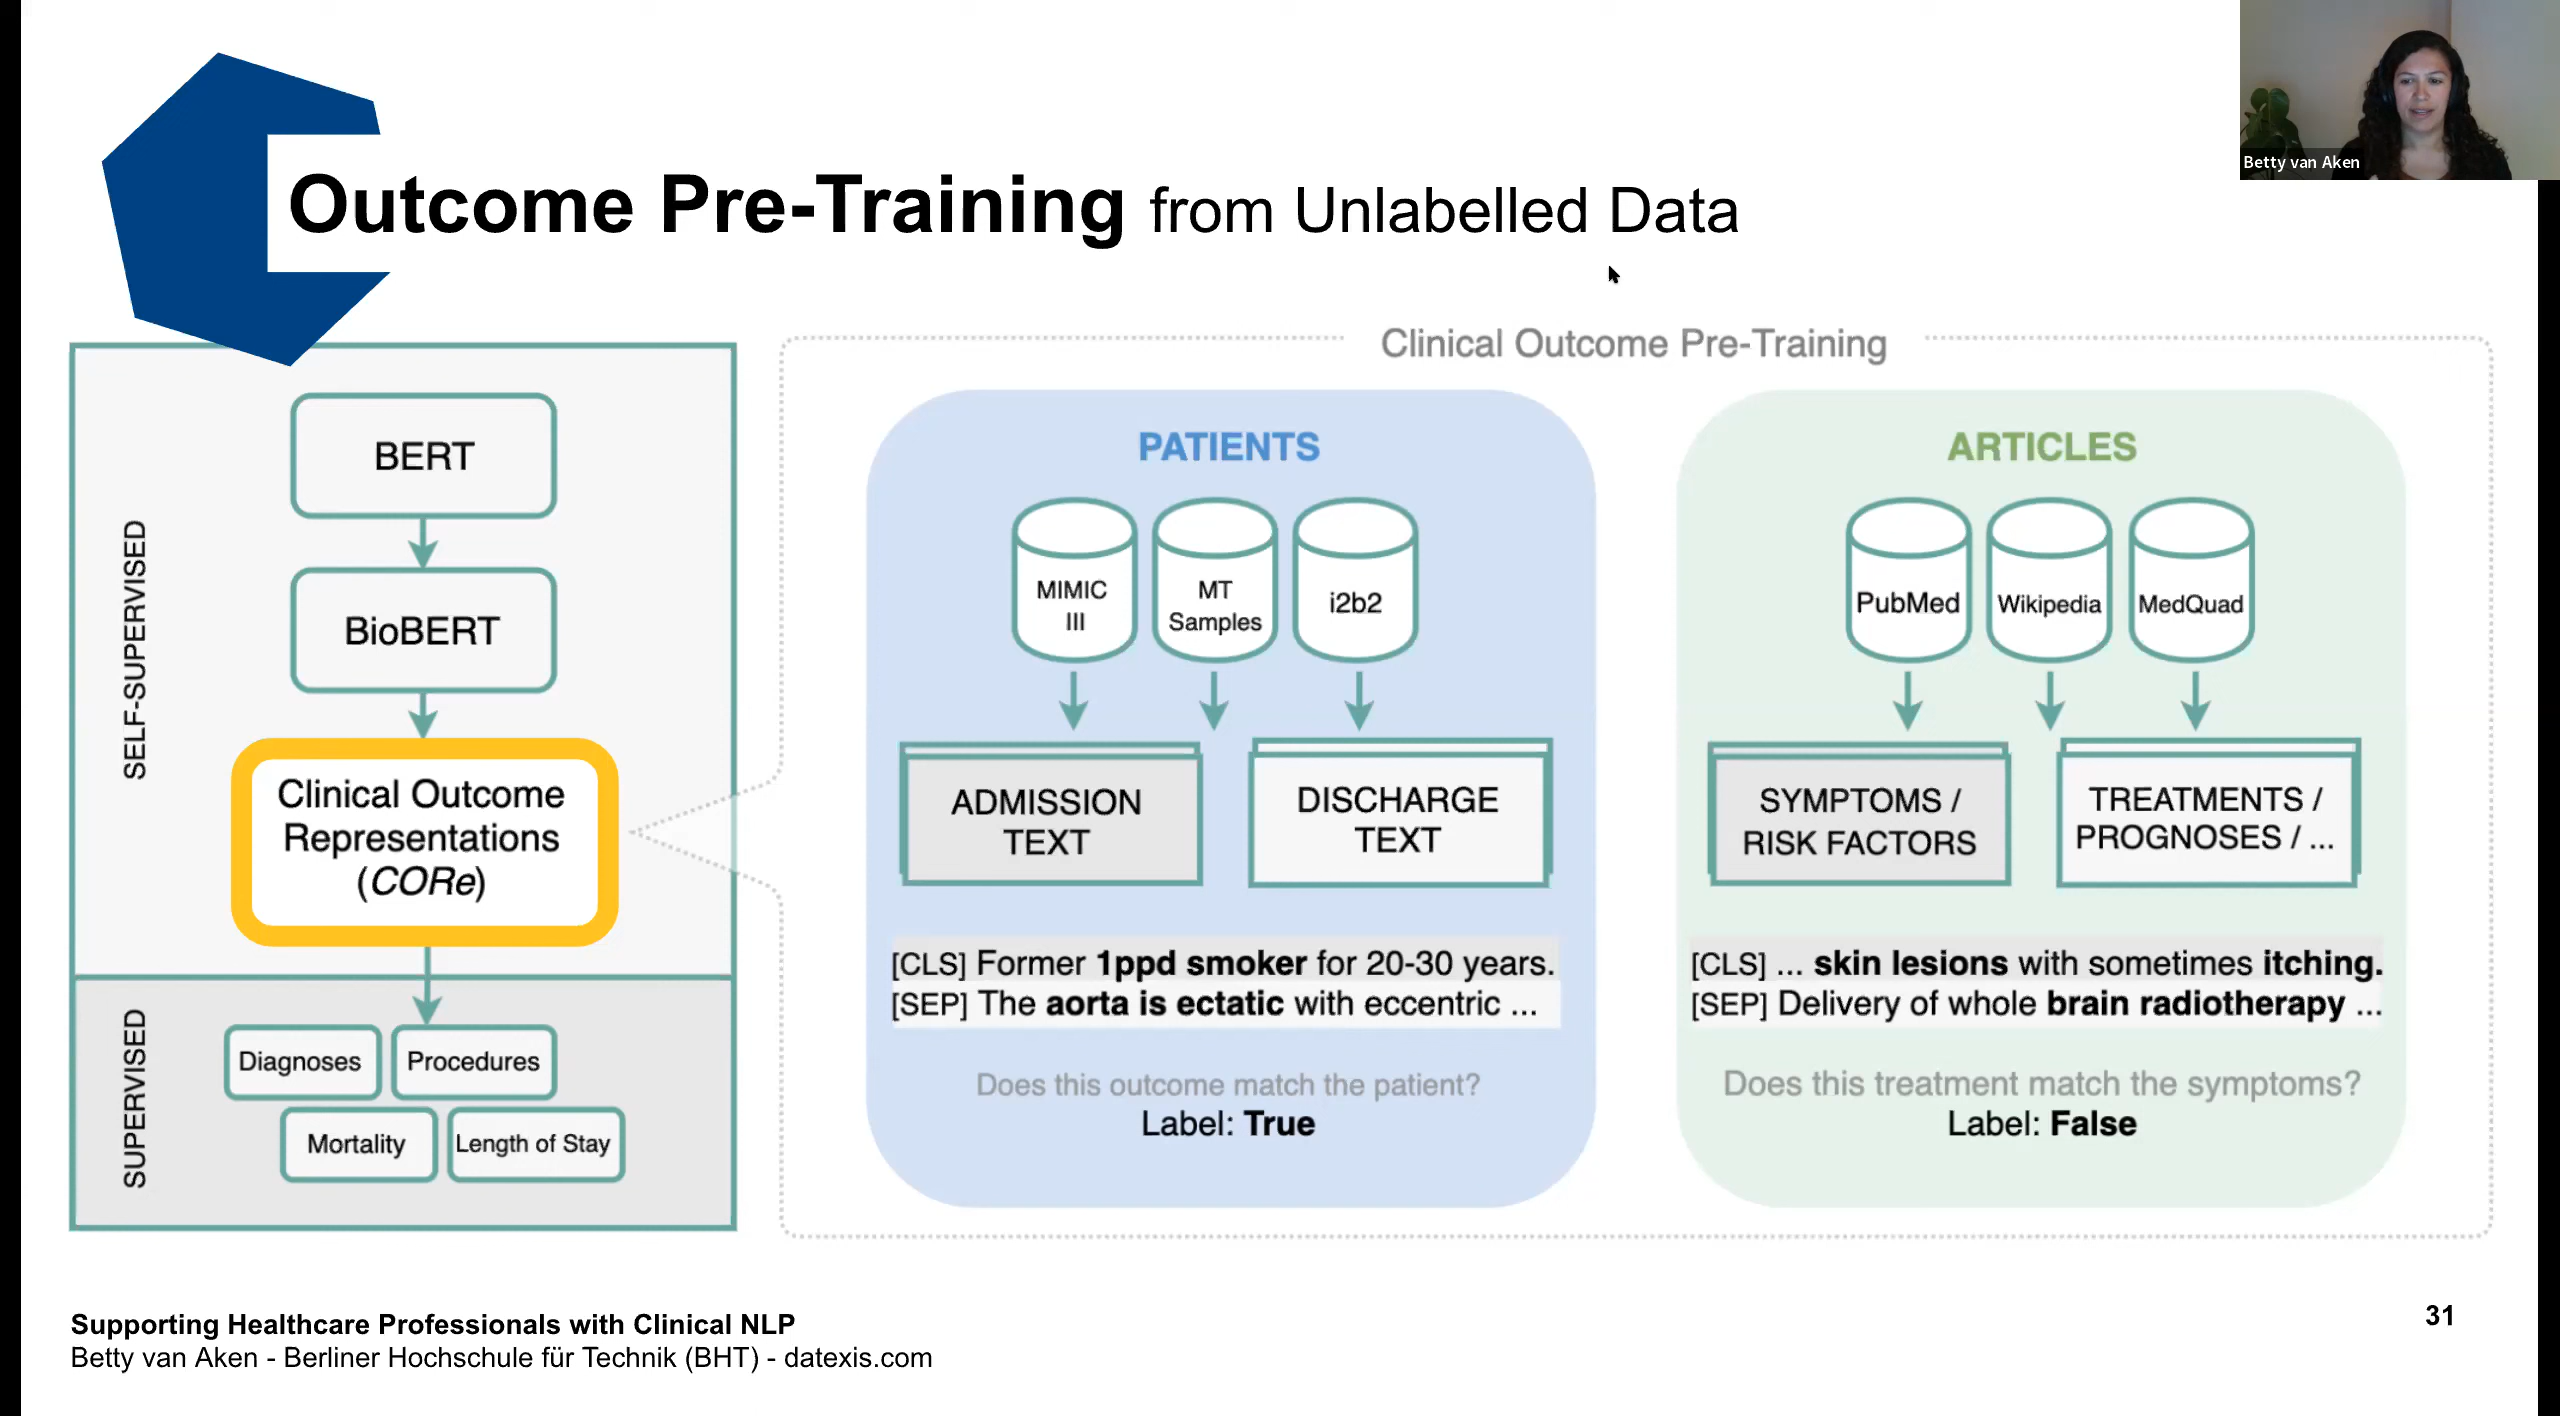 Betty van Aken
Outcome Pre-Training from Unlabelled Data
SELF-SUPERVISED
BERT
BioBERT
Clinical Outcome
Representations
(CORe)
SUPERVISED
Diagnoses
Procedures
Mortality
Length of Stay
Clinical Outcome Pre-Training
PATIENTS
MIMIC
III
MT
Samples
i2b2
ADMISSION
TEXT
DISCHARGE
TEXT
[CLS] Former 1ppd smoker for 20-30 years.
[SEP] The aorta is ectatic with eccentric ...
Does this outcome match the patient?
Label: True
ARTICLES
PubMed
Wikipedia
MedQuad
SYMPTOMS /
RISK FACTORS
TREATMENTS /
PROGNOSES / ...
[CLS] ... skin lesions with sometimes itching.
[SEP] Delivery of whole brain radiotherapy ...
Does this treatment match the symptoms?
Label: False
Supporting Healthcare Professionals with Clinical NLP
Betty van Aken - Berliner Hochschule für Technik (BHT) - datexis.com
31